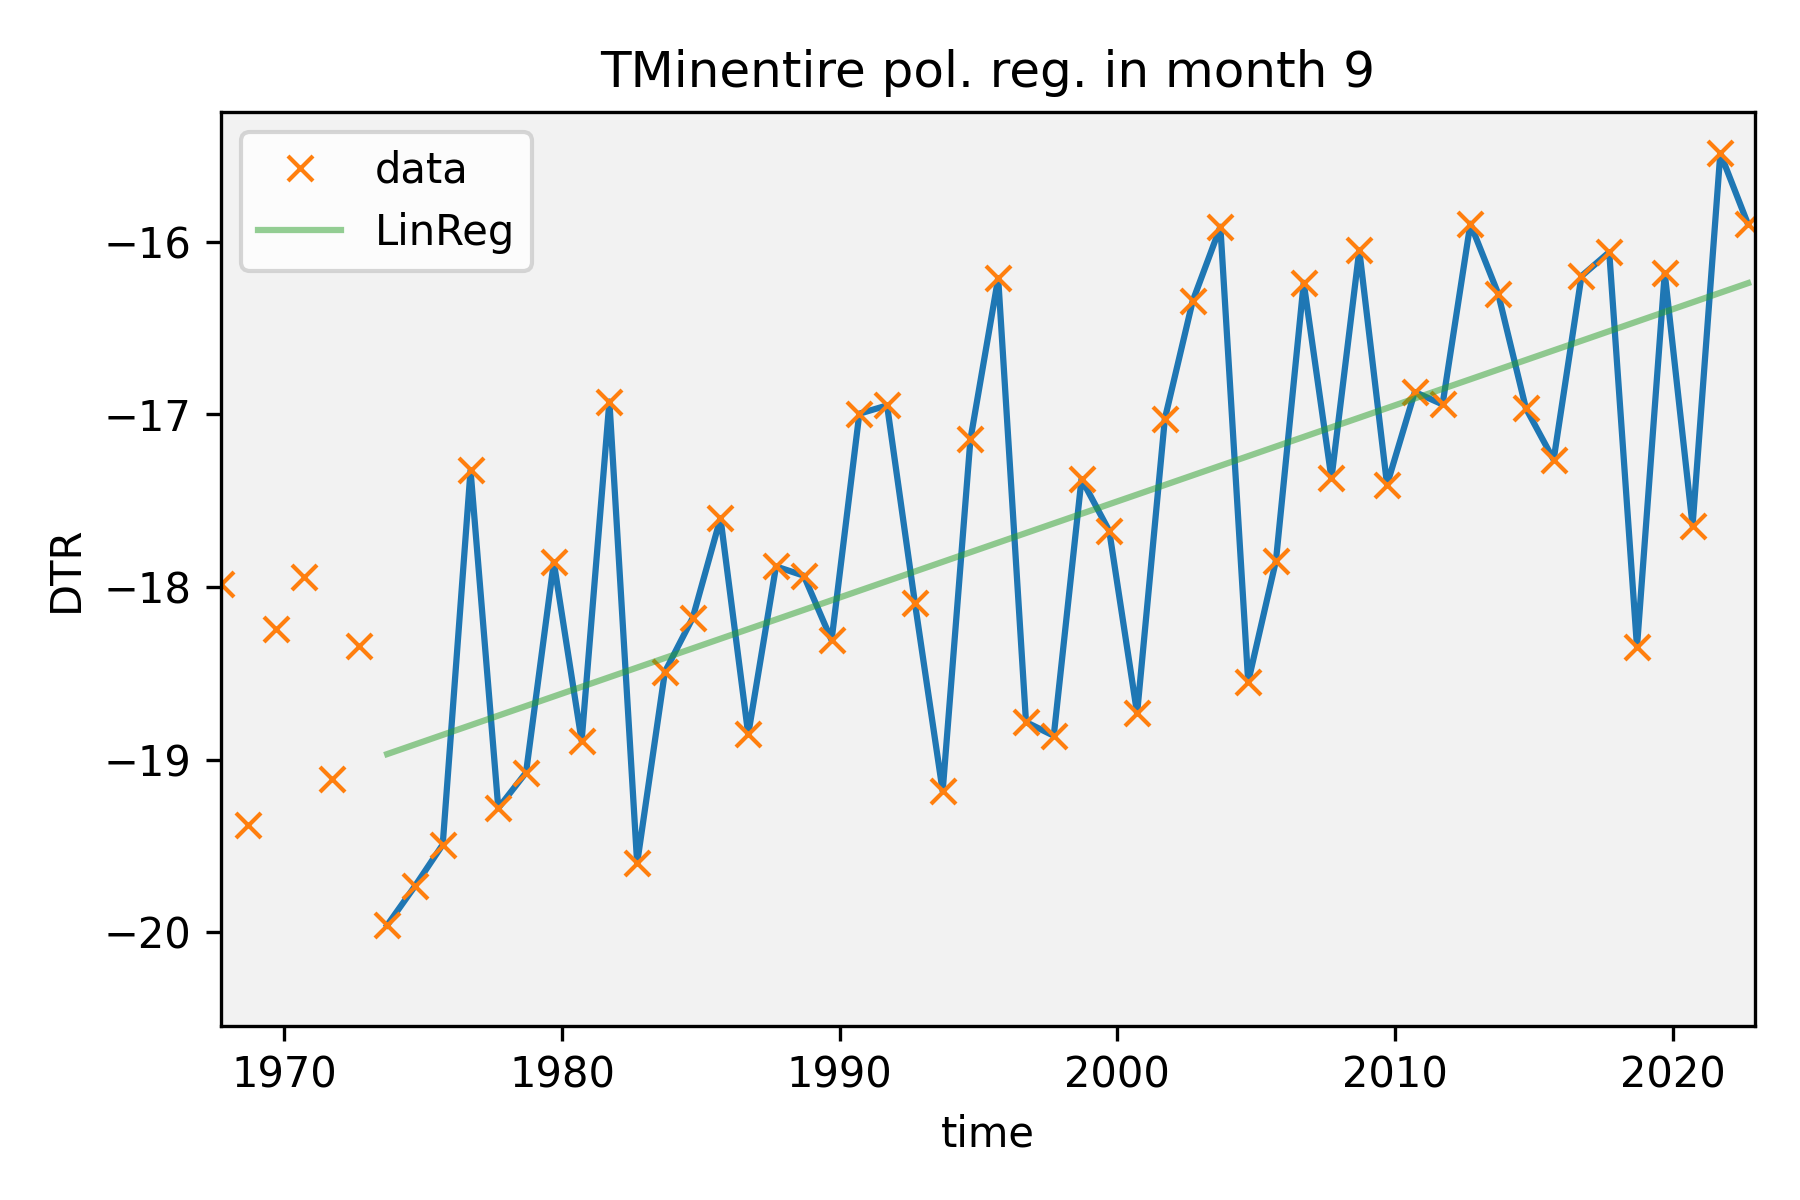 TMinentire pol. reg. in month 9
data
LinReg
DTR
−16
−17
−18
−19
−20
1970 1980 1990 2000 2010 2020
time